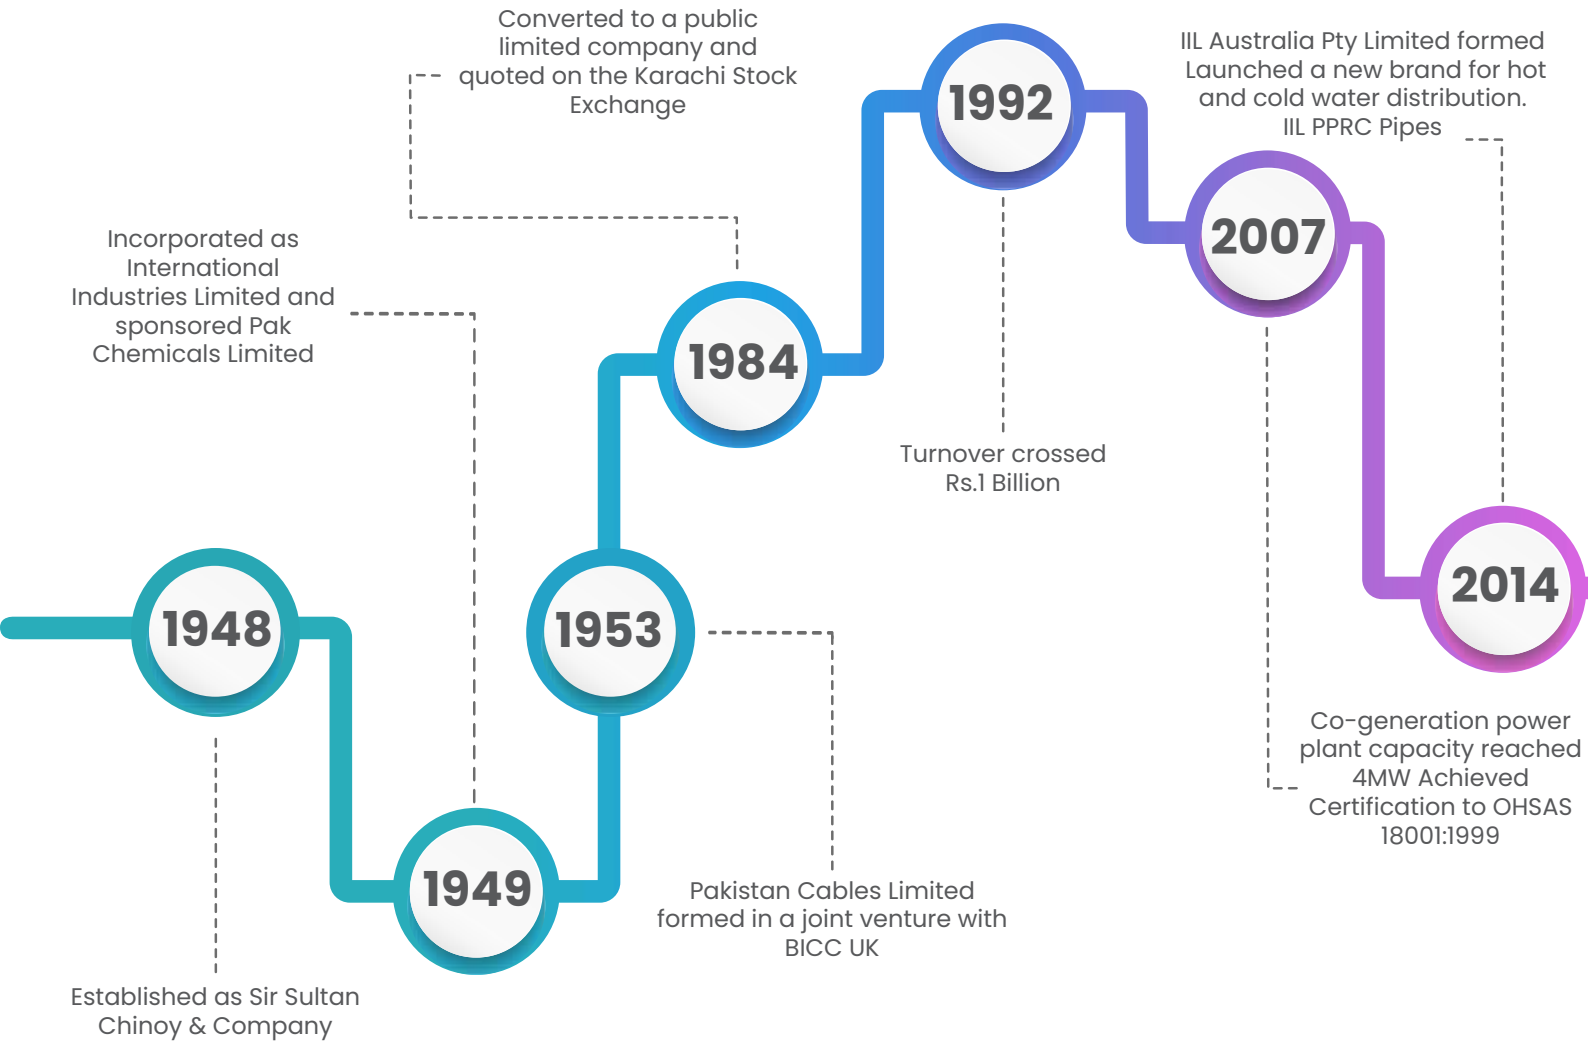 1948
Established as Sir Sultan
Chinoy & Company
1949
Incorporated as
International
Industries Limited and
sponsored Pak
Chemicals Limited
1953
Pakistan Cables Limited
formed in a joint venture with
BICC UK
1984
Converted to a public
limited company and
quoted on the Karachi Stock
Exchange
1992
Turnover crossed
Rs.1 Billion
2007
Co-generation power
plant capacity reached
4MW Achieved
Certification to OHSAS
18001:1999
2014
IIL Australia Pty Limited formed
Launched a new brand for hot
and cold water distribution.
IIL PPRC Pipes